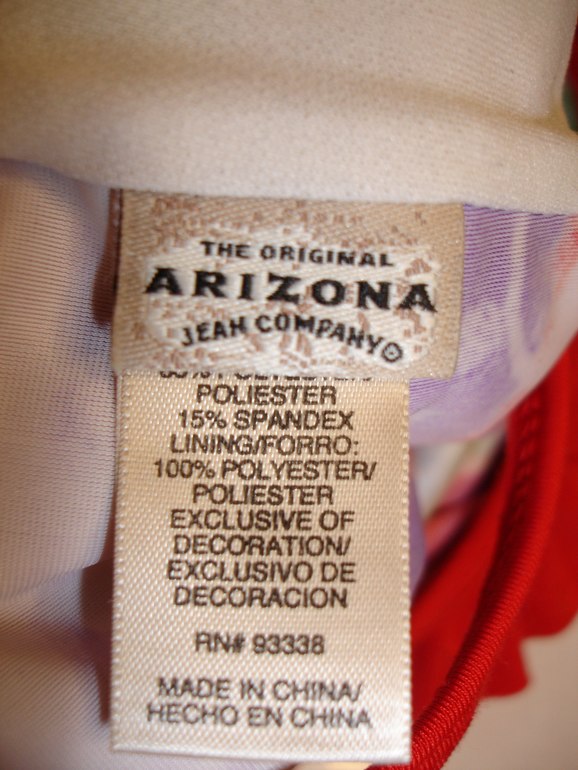 THE ORIGINAL
ARIZONA
JEAN COMPANY®
POLIESTER
15% SPANDEX
LINING/FORRO:
100% POLYESTER/
POLIESTER
EXCLUSIVE OF
DECORATION/
EXCLUSIVO DE
DECORACION
RN# 93338
MADE IN CHINA/
HECHO EN CHINA